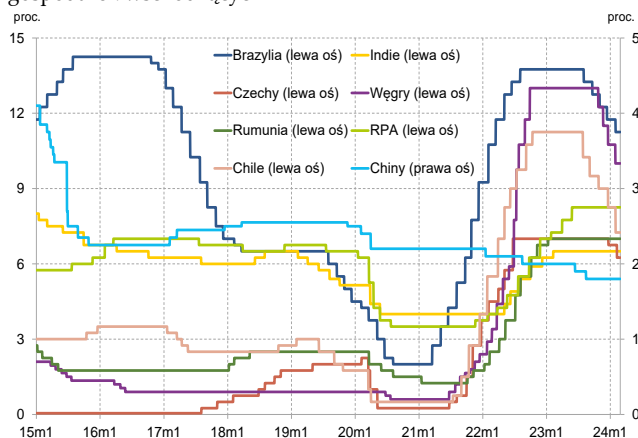 proc.
proc.
15
5
Brazylia (lewa oś)
Indie (lewa oś)
12
4
Czechy (lewa oś)
Węgry (lewa oś)
Rumunia (lewa oś)
RPA (lewa oś)
Chile (lewa oś)
Chiny (prawa oś)
9
3
6
2
3
1
0
0
15m1 16m1 17m1 18m1 19m1 20m1 21m1 22m1 23m1 24m1